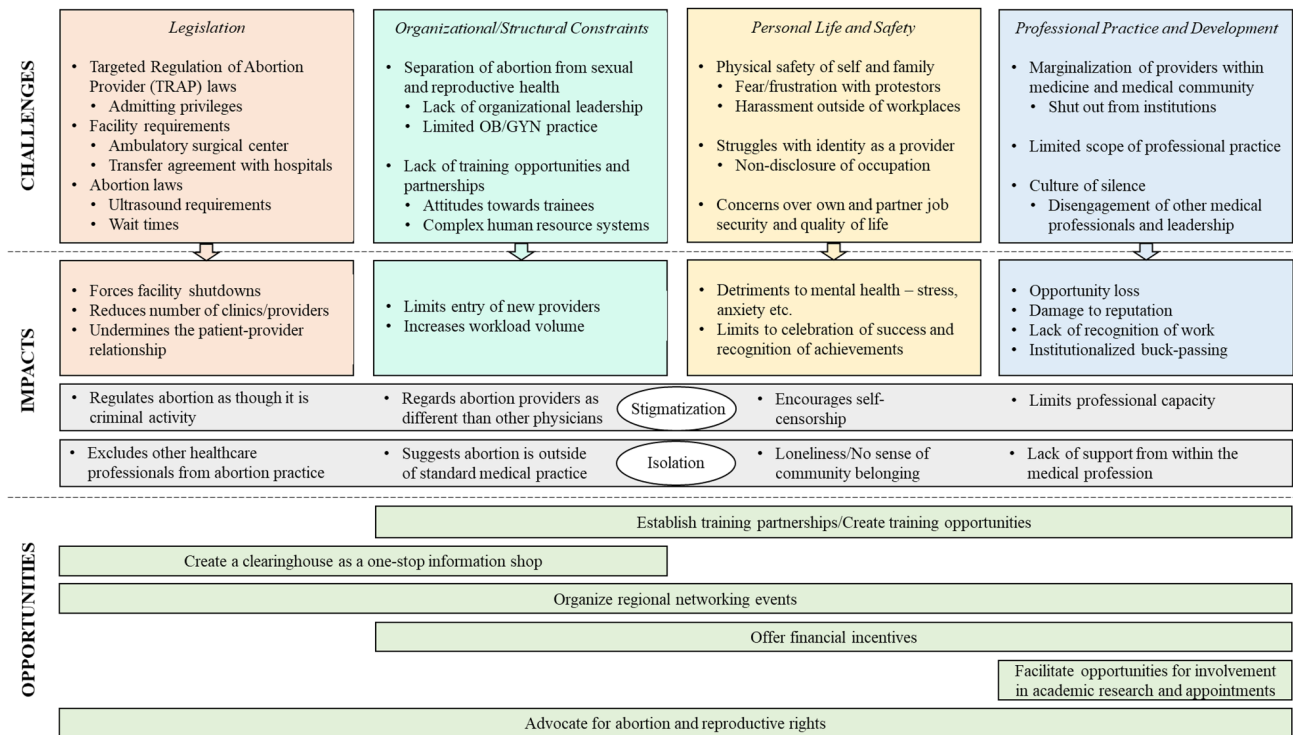 CHALLENGES
Legislation
• Targeted Regulation of Abortion
Provider (TRAP) laws
• Admitting privileges
• Facility requirements
• Ambulatory surgical center
• Transfer agreement with hospitals
• Abortion laws
• Ultrasound requirements
• Wait times
Organizational/Structural Constraints
• Separation of abortion from sexual
and reproductive health
• Lack of organizational leadership
• Limited OB/GYN practice
• Lack of training opportunities and
partnerships
• Attitudes towards trainees
• Complex human resource systems
Personal Life and Safety
• Physical safety of self and family
• Fear/frustration with protestors
• Harassment outside of workplaces
• Struggles with identity as a provider
• Non-disclosure of occupation
• Concerns over own and partner job
security and quality of life
Professional Practice and Development
• Marginalization of providers within
medicine and medical community
• Shut out from institutions
• Limited scope of professional practice
• Culture of silence
• Disengagement of other medical
professionals and leadership
IMPACTS
• Forces facility shutdowns
• Reduces number of clinics/providers
• Undermines the patient-provider
relationship
• Limits entry of new providers
• Increases workload volume
• Detriments to mental health – stress,
anxiety etc.
• Limits to celebration of success and
recognition of achievements
• Opportunity loss
• Damage to reputation
• Lack of recognition of work
• Institutionalized buck-passing
• Regulates abortion as though it is
criminal activity
• Regards abortion providers as
different than other physicians
Stigmatization
• Encourages self-
censorship
• Limits professional capacity
• Excludes other healthcare
professionals from abortion practice
• Suggests abortion is outside
of standard medical practice
Isolation
• Loneliness/No sense of
community belonging
• Lack of support from within the
medical profession
OPPORTUNITIES
Establish training partnerships/Create training opportunities
Create a clearinghouse as a one-stop information shop
Organize regional networking events
Offer financial incentives
Facilitate opportunities for involvement
in academic research and appointments
Advocate for abortion and reproductive rights